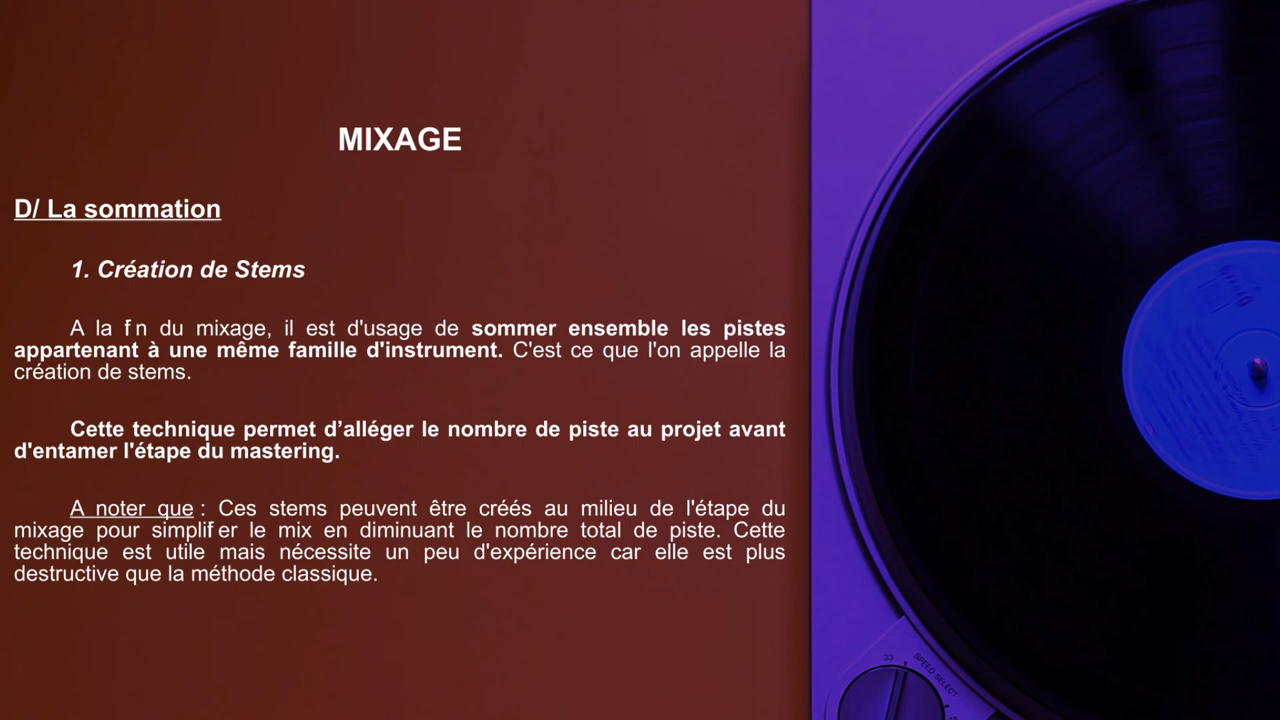 MIXAGE
D/ La sommation
1. Création de Stems
A la f n du mixage, il est d'usage de sommer ensemble les pistes
appartenant à une même famille d'instrument. C'est ce que l'on appelle la
création de stems.
Cette technique permet d’alléger le nombre de piste au projet avant
d'entamer l'étape du mastering.
A noter que : Ces stems peuvent être créés au milieu de l'étape du
mixage pour simplif er le mix en diminuant le nombre total de piste. Cette
technique est utile mais nécessite un peu d'expérience car elle est plus
destructive que la méthode classique.
33
SPEED SELECT